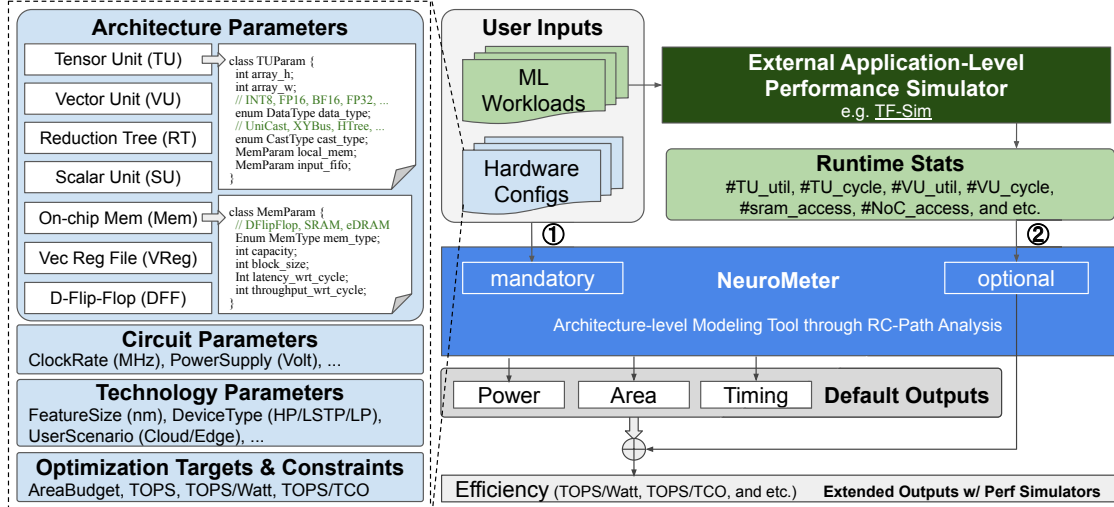 Architecture Parameters
Tensor Unit (TU)
Vector Unit (VU)
Reduction Tree (RT)
Scalar Unit (SU)
On-chip Mem (Mem)
Vec Reg File (VReg)
D-Flip-Flop (DFF)
class TUParam {
int array_h;
int array_w;
// INT8, FP16, BF16, FP32, ...
enum DataType data_type;
// UniCast, XYBus, HTree, ...
enum CastType cast_type;
MemParam local_mem;
MemParam input_fifo;
}
class MemParam {
// DFlipFlop, SRAM, eDRAM
Enum MemType mem_type;
int capacity;
int block_size;
Int latency_wrt_cycle;
int throughput_wrt_cycle;
}
Circuit Parameters
ClockRate (MHz), PowerSupply (Volt), ...
Technology Parameters
FeatureSize (nm), DeviceType (HP/LSTP/LP),
UserScenario (Cloud/Edge), ...
Optimization Targets & Constraints
AreaBudget, TOPS, TOPS/Watt, TOPS/TCO
User Inputs
ML
Workloads
Hardware
Configs
External Application-Level
Performance Simulator
e.g. TF-Sim
Runtime Stats
#TU_util, #TU_cycle, #VU_util, #VU_cycle,
#sram_access, #NoC_access, and etc.
①
②
mandatory
NeuroMeter
optional
Architecture-level Modeling Tool through RC-Path Analysis
Power
Area
Timing
Default Outputs
Efficiency (TOPS/Watt, TOPS/TCO, and etc.)
Extended Outputs w/ Perf Simulators